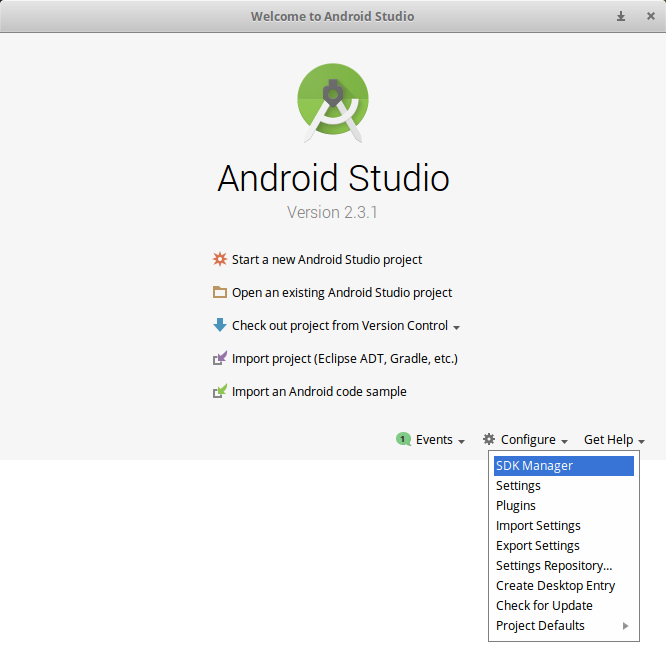 Welcome to Android Studio
Android Studio
Version 2.3.1
Start a new Android Studio project
Open an existing Android Studio project
Check out project from Version Control
Import project (Eclipse ADT, Gradle, etc.)
Import an Android code sample
1 Events Configure Get Help
SDK Manager
Settings
Plugins
Import Settings
Export Settings
Settings Repository...
Create Desktop Entry
Check for Update
Project Defaults